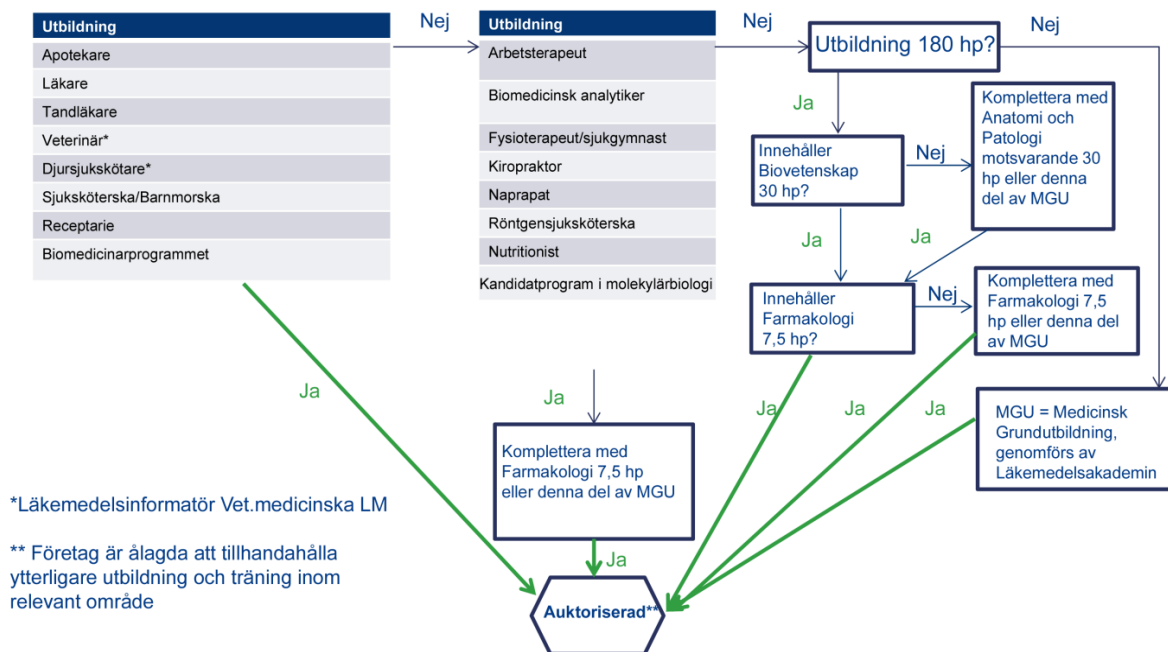 Utbildning
Apotekare
Läkare
Tandläkare
Veterinär*
Djursjukskötare*
Sjuksköterska/Barnmorska
Receptarie
Biomedicinarprogrammet
Nej
Utbildning
Arbetsterapeut
Biomedicinsk analytiker
Fysioterapeut/sjukgymnast
Kiropraktor
Naprapat
Röntgensjuksköterska
Nutritionist
Kandidatprogram i molekylärbiologi
Nej
Utbildning 180 hp?
Nej
Ja
Innehåller
Biovetenskap
30 hp?
Nej
Komplettera med
Anatomi och
Patologi
motsvarande 30
hp eller denna
del av MGU
Ja
Ja
Innehåller
Farmakologi
7,5 hp?
Nej
Komplettera med
Farmakologi 7,5
hp eller denna del
av MGU
Ja
Ja
Ja
Ja
Ja
MGU = Medicinsk
Grundutbildning,
genomförs av
Läkemedelsakademin
Komplettera med
Farmakologi 7,5 hp
eller denna del av MGU
Ja
Auktoriserad**
*Läkemedelsinformatör Vet.medicinska LM
** Företag är ålagda att tillhandahålla
ytterligare utbildning och träning inom
relevant område